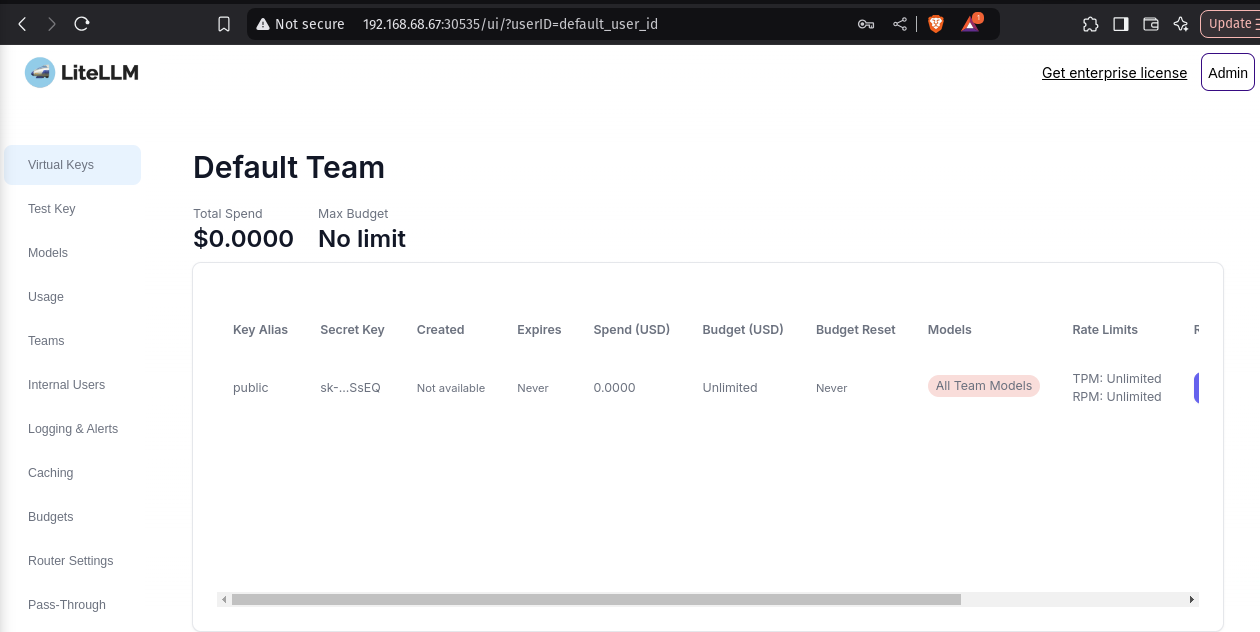 Not secure 192.168.68.67:30535/ui/?userID=default_user_id
1
Update
LiteLLM
Get enterprise license
Admin
Virtual Keys
Test Key
Models
Usage
Teams
Internal Users
Logging & Alerts
Caching
Budgets
Router Settings
Pass-Through
Default Team
Total Spend Max Budget
$0.0000 No limit
Key Alias Secret Key Created Expires Spend (USD) Budget (USD) Budget Reset Models Rate Limits
public sk-...SsEQ Not available Never 0.0000 Unlimited Never All Team Models TPM: Unlimited
RPM: Unlimited